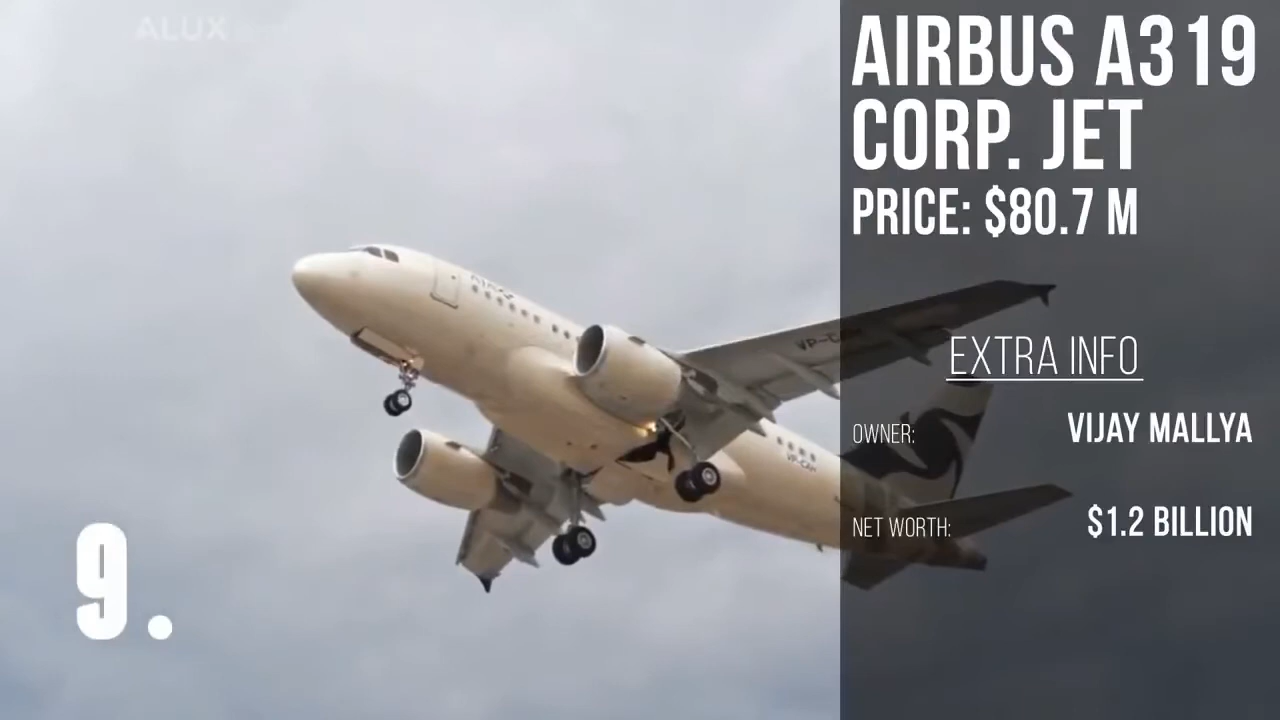 ALUX
AIRBUS A319
CORP. JET
PRICE: $80.7 M
EXTRA INFO
OWNER:
VIJAY MALLYA
NET WORTH:
$1.2 BILLION
9.